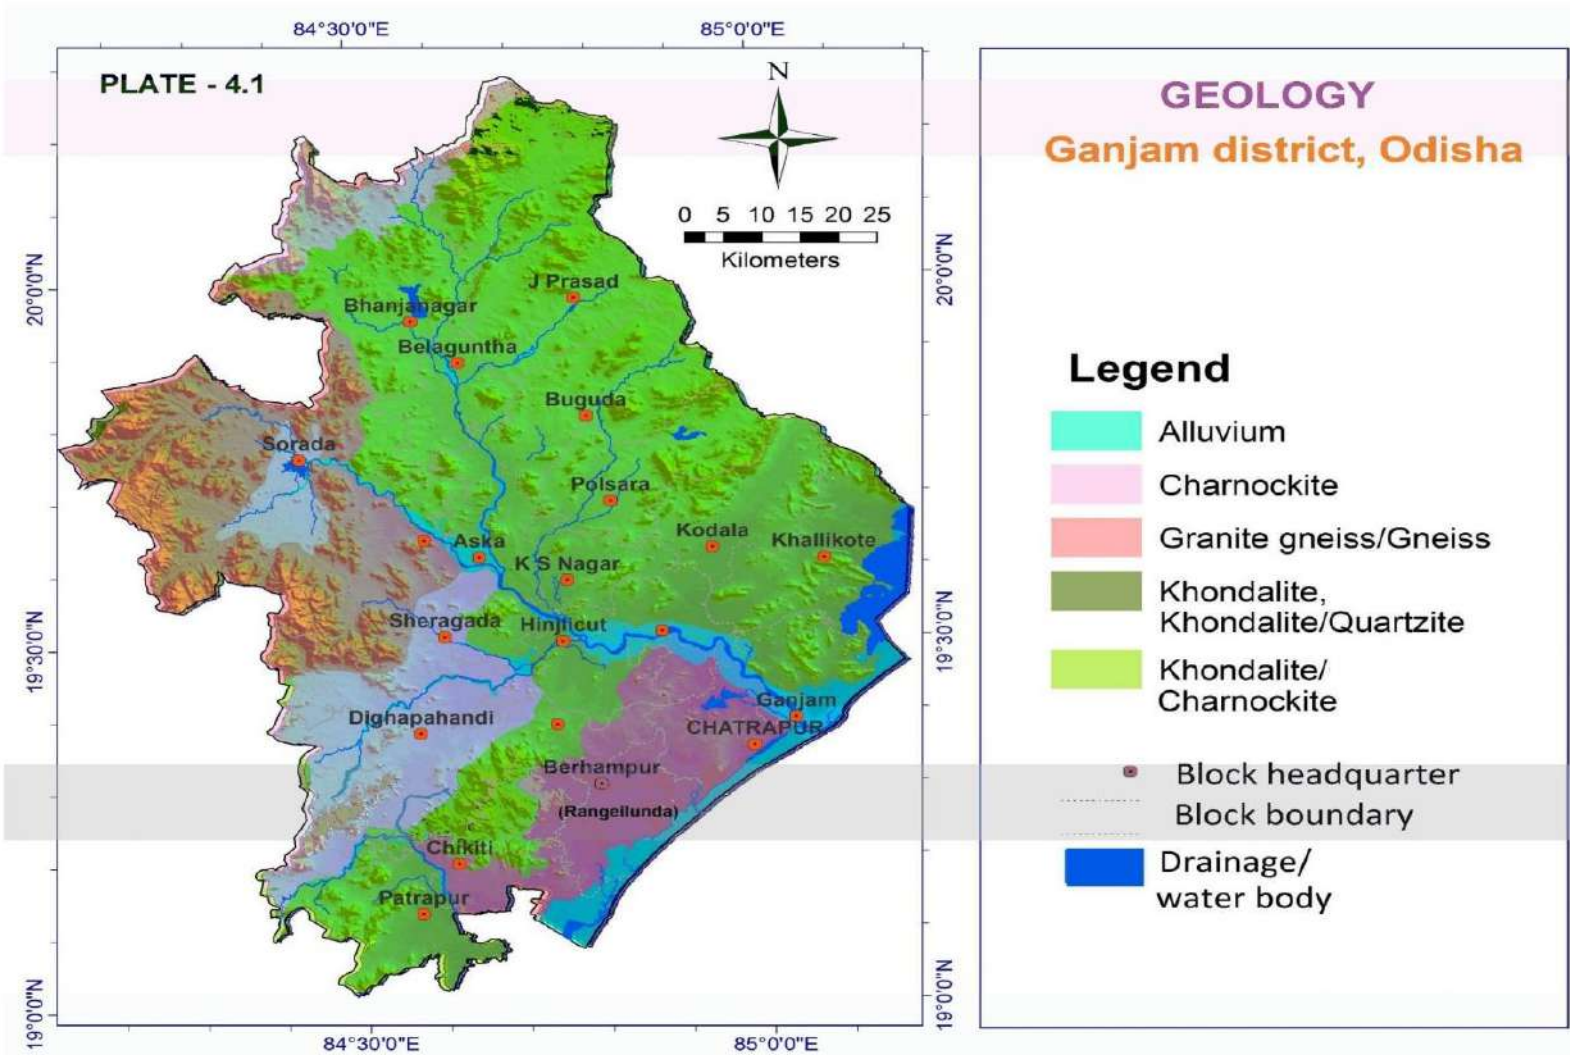 84°30'0"E
85°0'0"E
PLATE - 4.1
N
0 5 10 15 20 25
Kilometers
20°0'0"N
20°0'0"N
J Prasad
Bhanjanagar
Belaguntha
Buguda
Sorada
Polsara
Kodala
Khallikote
Aska
K S Nagar
Sheragada
Hinjlicut
19°30'0"N
19°30'0"N
Ganjam
CHATRAPUR
Dighapahandi
Berhampur
(Rangeilunda)
Chikiti
Patrapur
19°0'0"N
19°0'0"N
84°30'0"E
85°0'0"E
GEOLOGY
Ganjam district, Odisha
Legend
Alluvium
Charnockite
Granite gneiss/Gneiss
Khondalite,
Khondalite/Quartzite
Khondalite/
Charnockite
Block headquarter
Block boundary
Drainage/
water body